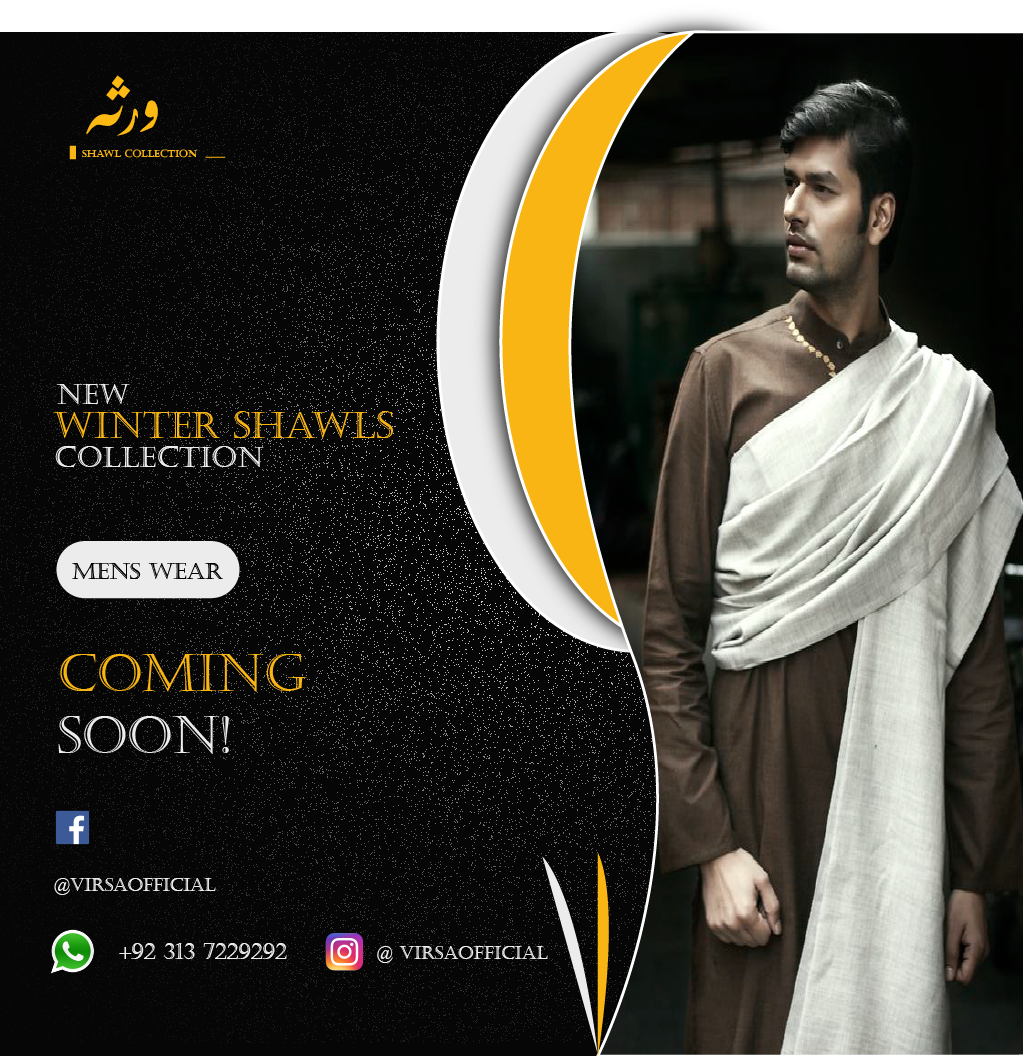 ورثہ
SHAWL COLLECTION
NEW
WINTER SHAWLS
COLLECTION
MENS WEAR
COMING
SOON!
@VIRSAOFFICIAL
+92 313 7229292
@ VIRSAOFFICIAL